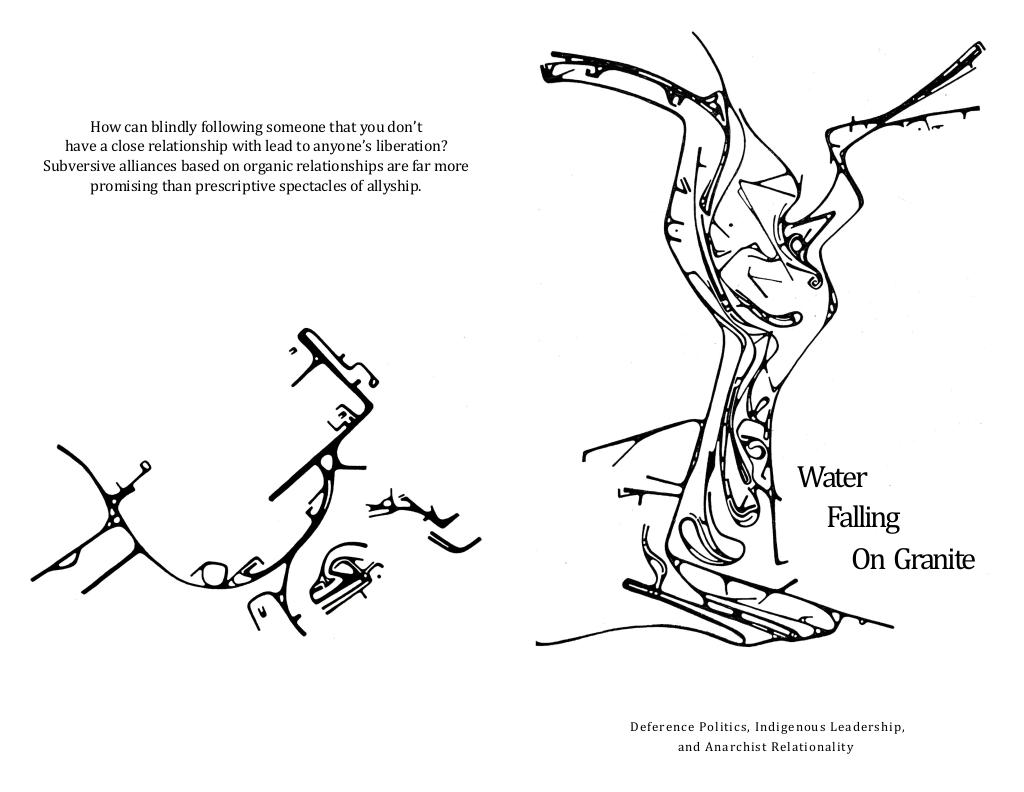 How can blindly following someone that you don’t
have a close relationship with lead to anyone’s liberation?
Subversive alliances based on organic relationships are far more
promising than prescriptive spectacles of allyship.
Water
Falling
On Granite
Deference Politics, Indigenous Leadership,
and Anarchist Relationality